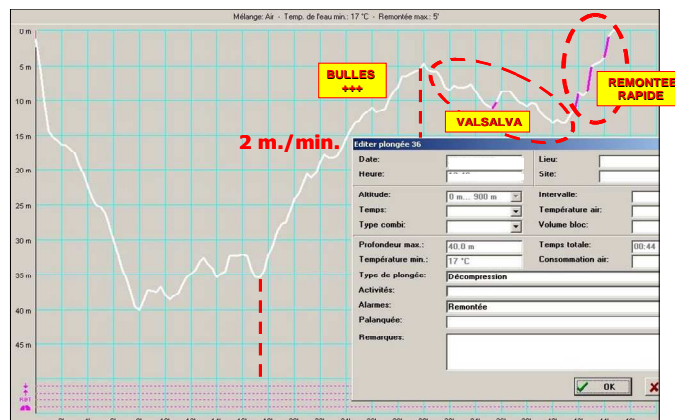 Mélange: Air - Temp. de l'eau min.: 17 °C - Remontée max.: 5'
0 m
5 m
10 m
15 m
20 m
25 m
30 m
35 m
40 m
45 m
BULLES
+++
VALSALVA
REMONTEE
RAPIDE
2 m./min.
Editer plongée 36
Date:
Lieu:
Heure:
Site:
Altitude: 0 m... 900 m
Intervalle:
Temps:
Température air:
Type combi:
Volume bloc:
Profondeur max.: 40.0 m
Temps totale: 00:44
Température min.: 17 °C
Consommation air:
Type de plongée: Décompression
Activités:
Alarmes: Remontée
Palanquée:
Remarques:
OK